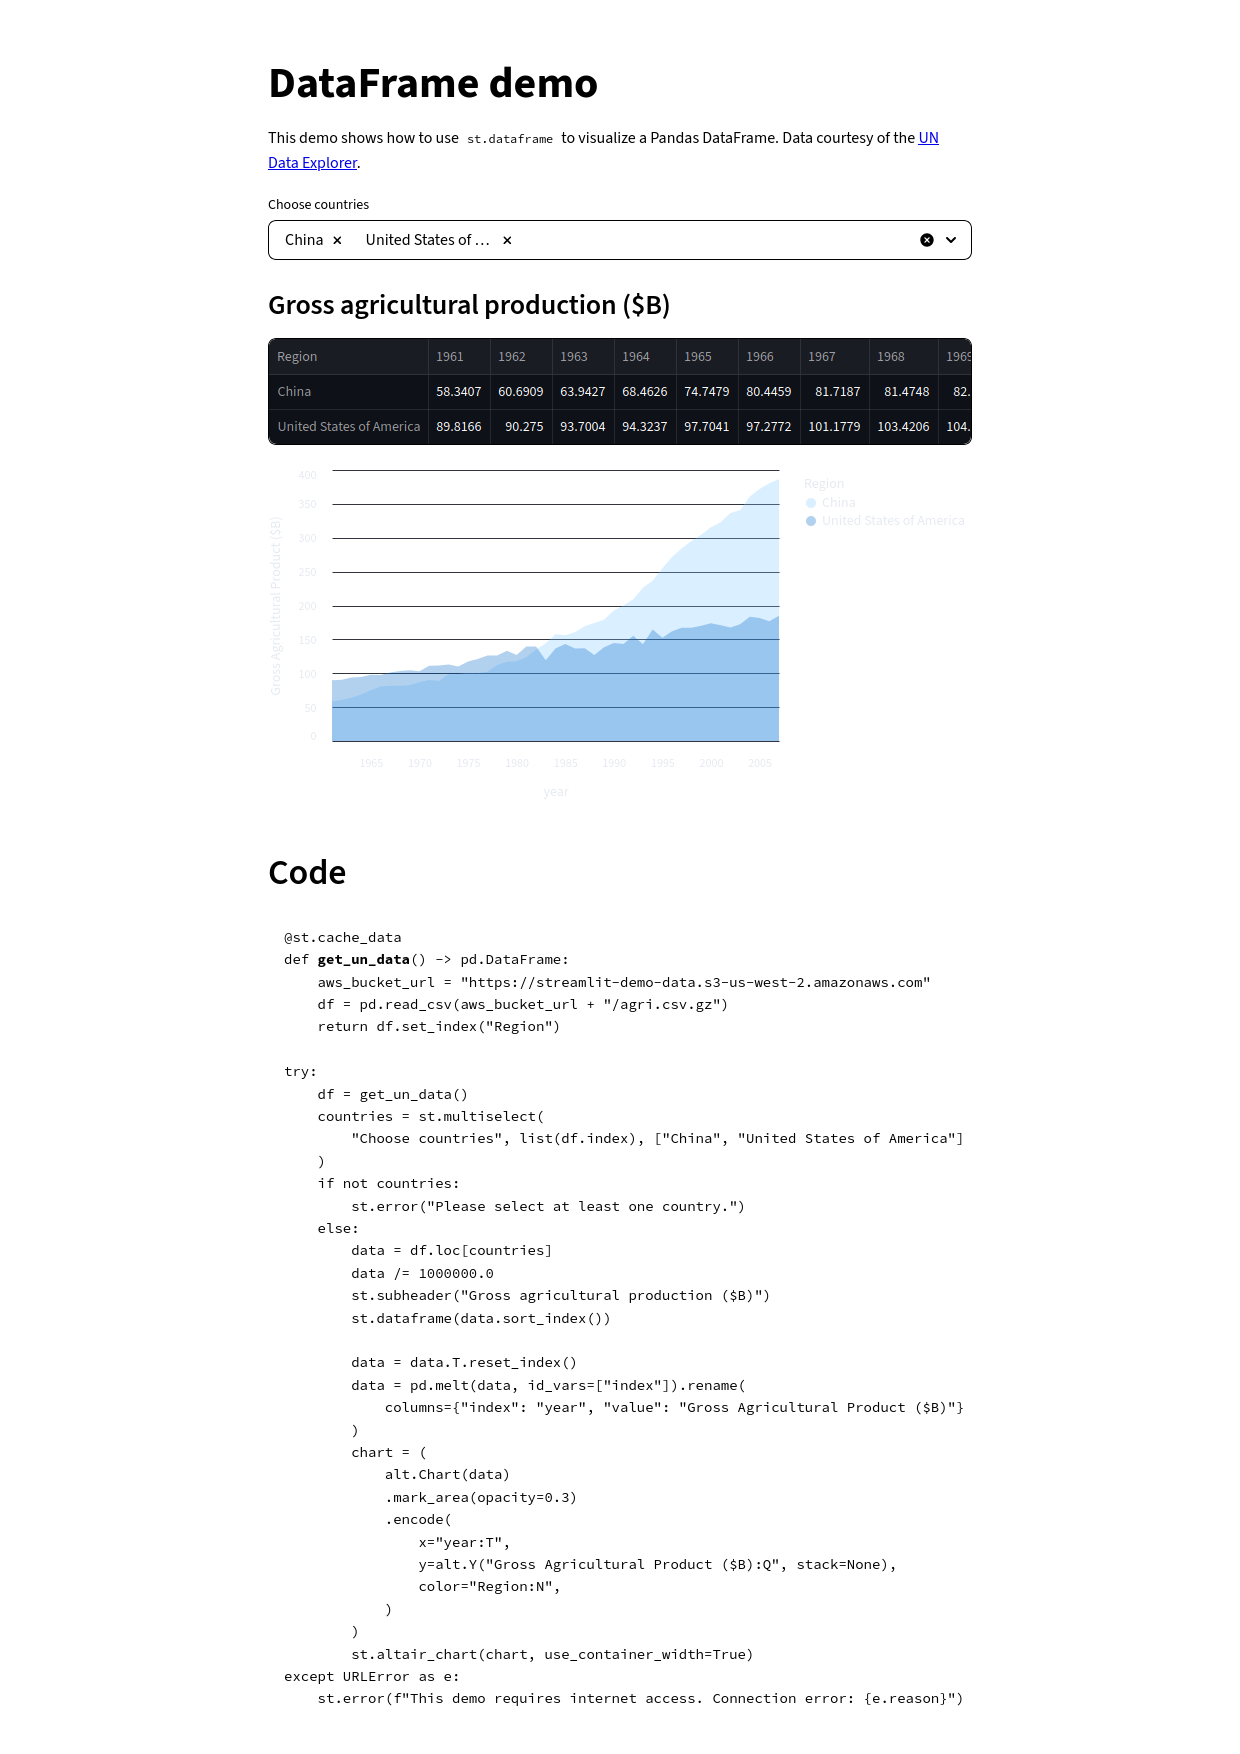 DataFrame demo
This demo shows how to use st.dataframe to visualize a Pandas DataFrame. Data courtesy of the UN
Data Explorer.
Choose countries
China
United States of …
Gross agricultural production ($B)
Region 1961 1962 1963 1964 1965 1966 1967 1968 1969
China 58.3407 60.6909 63.9427 68.4626 74.7479 80.4459 81.7187 81.4748 82.
United States of America 89.8166 90.275 93.7004 94.3237 97.7041 97.2772 101.1779 103.4206 104.
Gross Agricultural Product ($B)
400
350
300
250
200
150
100
50
0
1965 1970 1975 1980 1985 1990 1995 2000 2005
year
Region
China
United States of America
Code
@st.cache_data
def get_un_data() -> pd.DataFrame:
    aws_bucket_url = "https://streamlit-demo-data.s3-us-west-2.amazonaws.com"
    df = pd.read_csv(aws_bucket_url + "/agri.csv.gz")
    return df.set_index("Region")
try:
    df = get_un_data()
    countries = st.multiselect(
        "Choose countries", list(df.index), ["China", "United States of America"]
    )
    if not countries:
        st.error("Please select at least one country.")
    else:
        data = df.loc[countries]
        data /= 1000000.0
        st.subheader("Gross agricultural production ($B)")
        st.dataframe(data.sort_index())
        data = data.T.reset_index()
        data = pd.melt(data, id_vars=["index"]).rename(
            columns={"index": "year", "value": "Gross Agricultural Product ($B)"}
        )
        chart = (
            alt.Chart(data)
            .mark_area(opacity=0.3)
            .encode(
                x="year:T",
                y=alt.Y("Gross Agricultural Product ($B):Q", stack=None),
                color="Region:N",
            )
        )
        st.altair_chart(chart, use_container_width=True)
except URLError as e:
    st.error(f"This demo requires internet access. Connection error: {e.reason}")